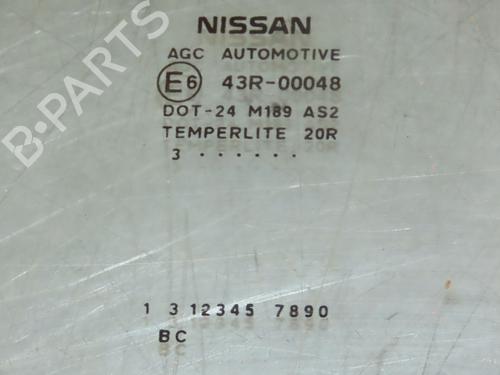 B-PARTS
NISSAN
AGC AUTOMOTIVE
E6 43R-00048
DOT-24 M189 AS2
TEMPERLITE 20R
3 . . . . . .
1 3 12345 7890
BC